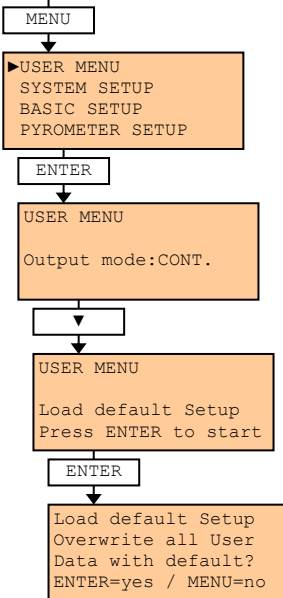 MENU
►USER MENU
SYSTEM SETUP
BASIC SETUP
PYROMETER SETUP
ENTER
USER MENU
Output mode:CONT.
▼
USER MENU
Load default Setup
Press ENTER to start
ENTER
Load default Setup
Overwrite all User
Data with default?
ENTER=yes / MENU=no